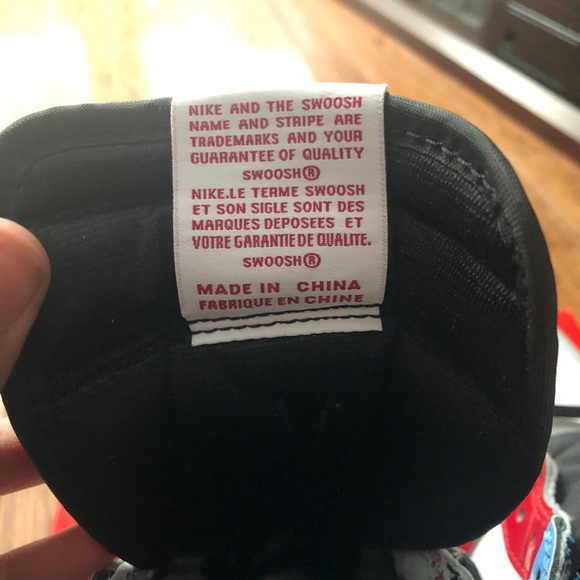 NIKE AND THE SWOOSH
NAME AND STRIPE ARE
TRADEMARKS AND YOUR
GUARANTEE OF QUALITY
SWOOSH®
NIKE.LE TERME SWOOSH
ET SON SIGLE SONT DES
MARQUES DEPOSEES ET
VOTRE GARANTIE DE QUALITE.
SWOOSH®
MADE IN CHINA
FABRIQUE EN CHINE